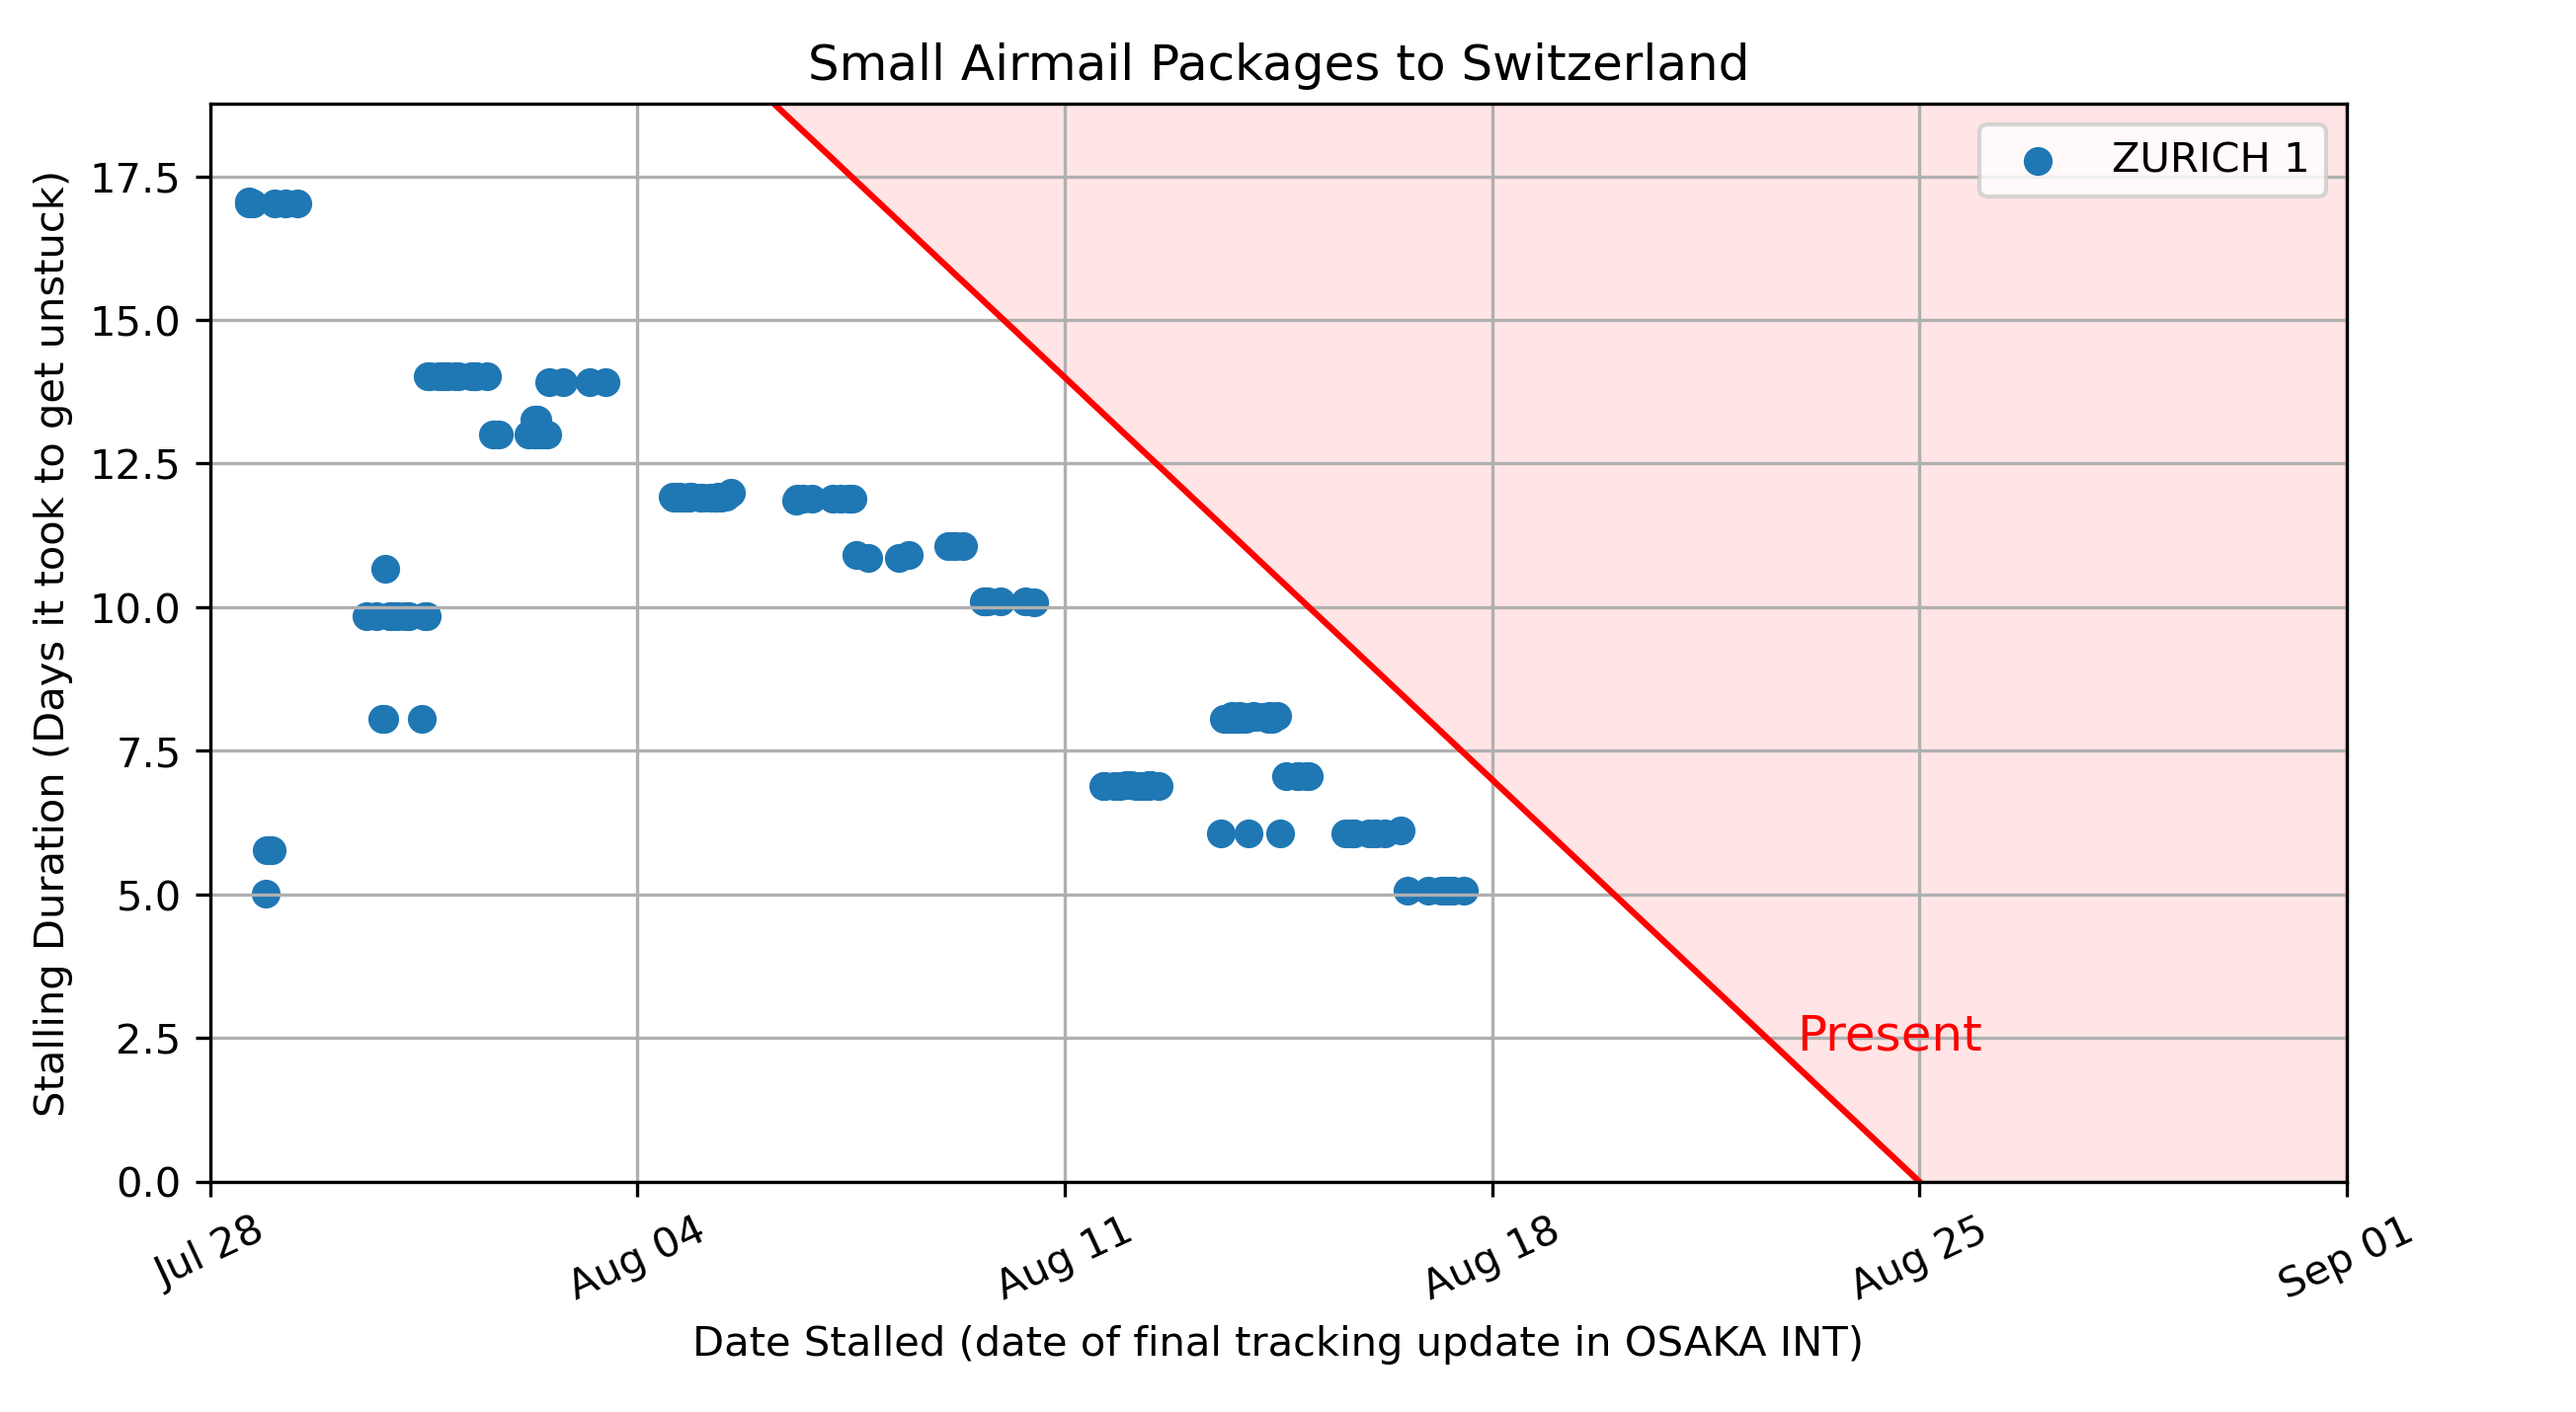 Small Airmail Packages to Switzerland
Stalling Duration (Days it took to get unstuck)
17.5
15.0
12.5
10.0
7.5
5.0
2.5
0.0
ZURICH 1
Present
Jul 28
Aug 04
Aug 11
Aug 18
Aug 25
Sep 01
Date Stalled (date of final tracking update in OSAKA INT)